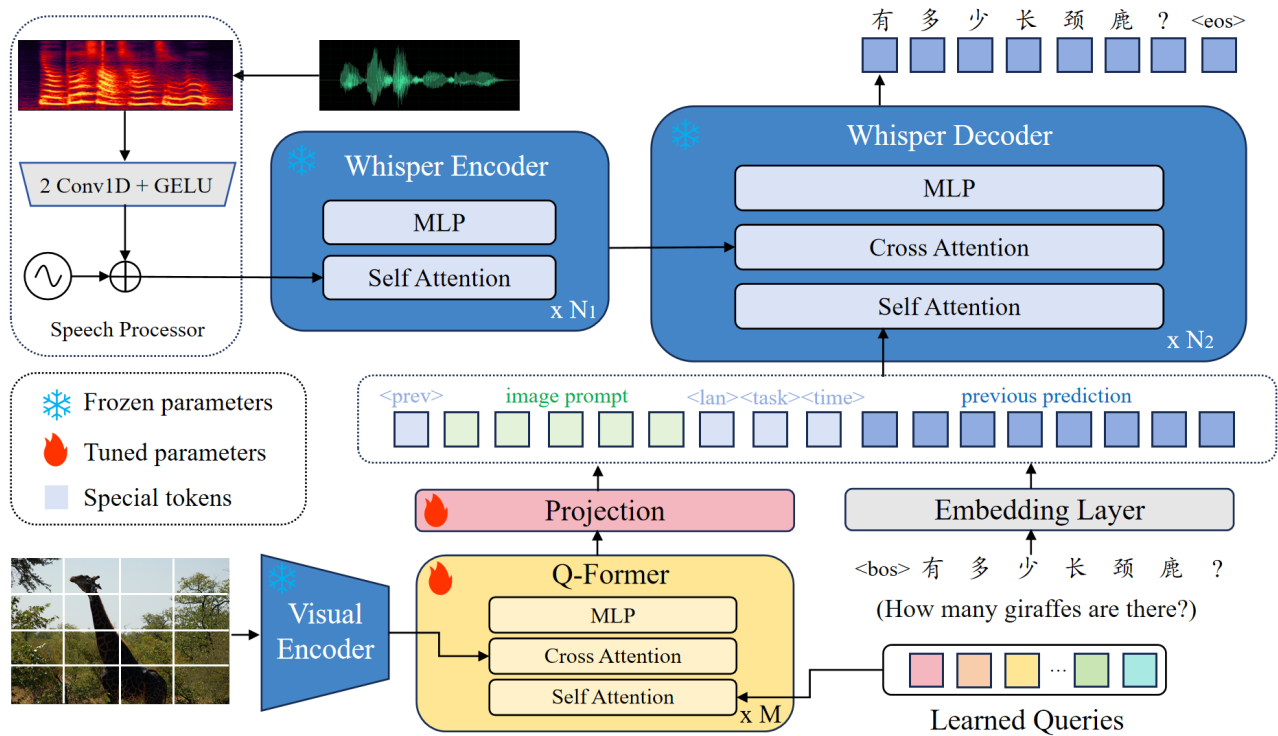 有 多 少 长 颈 鹿 ? <eos>
Whisper Decoder
MLP
Cross Attention
Self Attention
x N2
Whisper Encoder
MLP
Self Attention
x N1
2 Conv1D + GELU
Speech Processor
Frozen parameters
Tuned parameters
Special tokens
<prev> image prompt <lan><task><time> previous prediction
Projection
Embedding Layer
<bos> 有 多 少 长 颈 鹿 ?
(How many giraffes are there?)
Visual
Encoder
Q-Former
MLP
Cross Attention
Self Attention
x M
...
Learned Queries